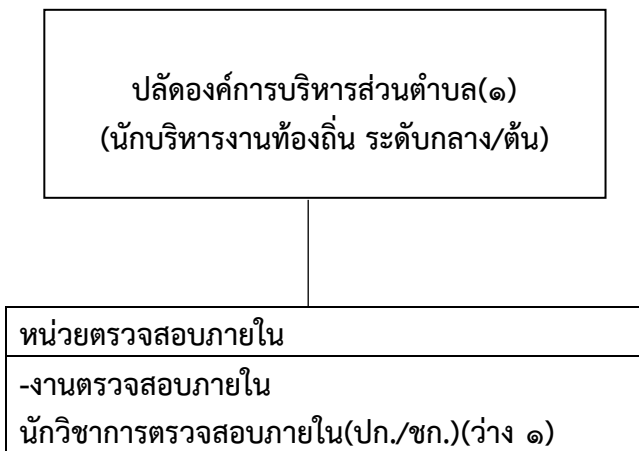 ปลัดองค์การบริหารส่วนตำบล(๑)
(นักบริหารงานท้องถิ่น ระดับกลาง/ต้น)
หน่วยตรวจสอบภายใน
-งานตรวจสอบภายใน
นักวิชาการตรวจสอบภายใน(ปก./ชก.)(ว่าง ๑)